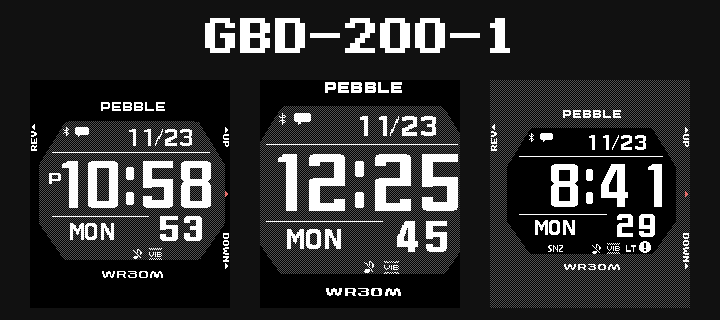 GBD-200-1
PEBBLE
REV
UP
11/23
P 10:58
MON 53
VIB
DOWN
WR30M
PEBBLE
11/23
12:25
MON 45
VIB
WR30M
PEBBLE
REV
UP
11/23
8:41
MON 29
SNZ VIB LT
DOWN
WR30M